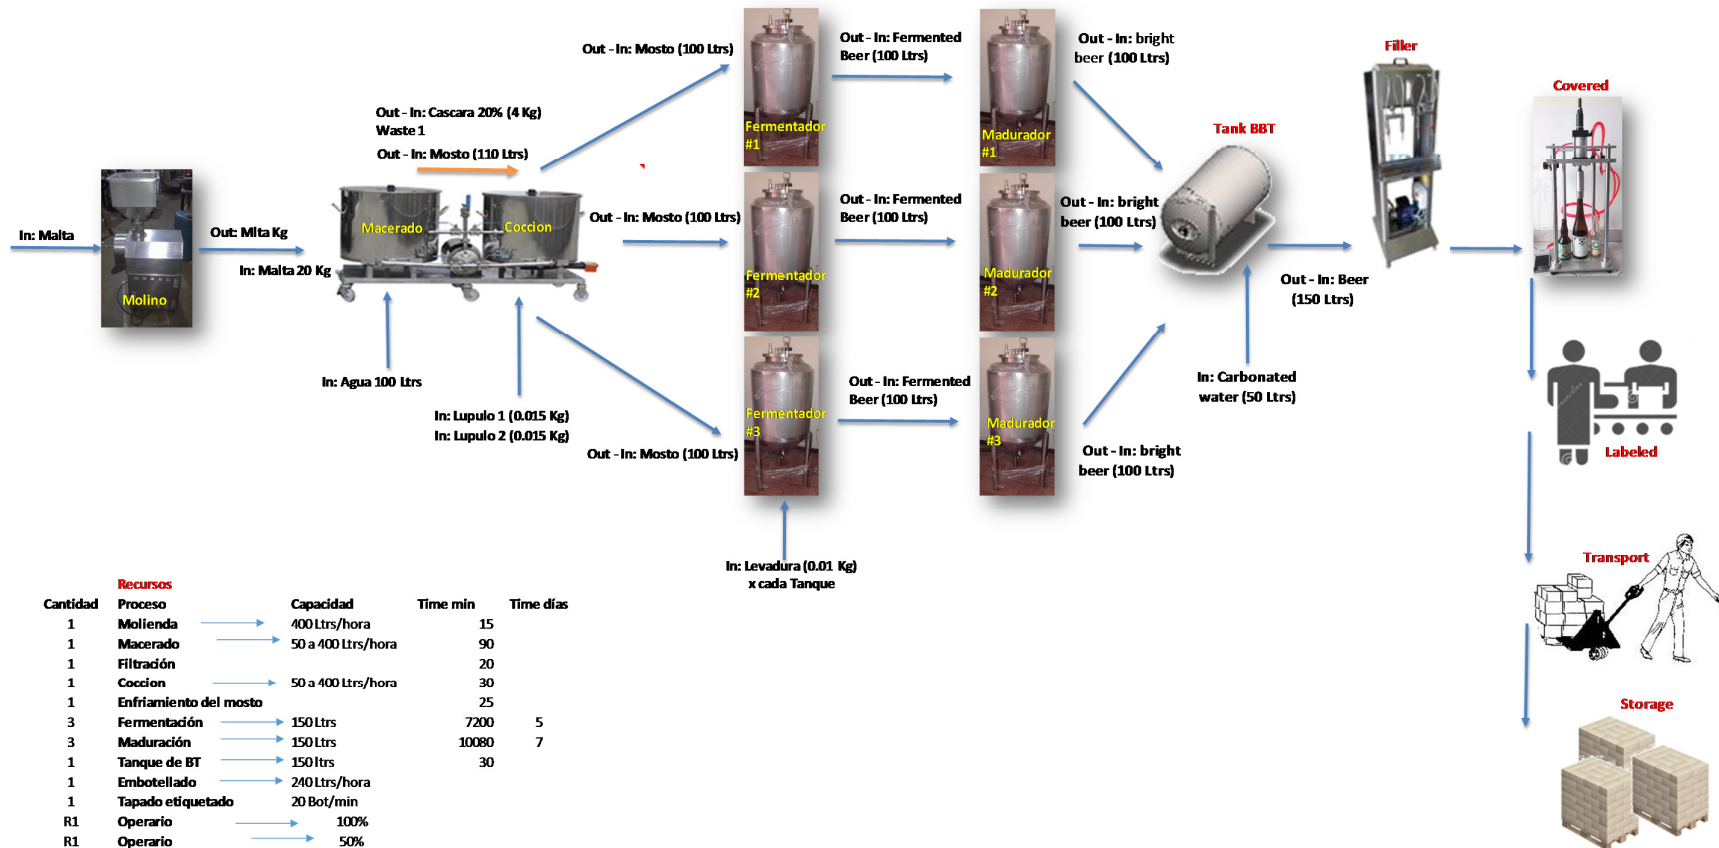 Out - In: Mosto (100 Ltrs)
Out - In: Fermented
Beer (100 Ltrs)
Out - In: bright
beer (100 Ltrs)
Filler
Covered
Out - In: Cascara 20% (4 Kg)
Waste 1
Out - In: Mosto (110 Ltrs)
Fermentador
#1
Madurador
#1
Tank BBT
In: Malta
Out: Mlta Kg
In: Malta 20 Kg
Molino
Macerado
Coccion
Out - In: Mosto (100 Ltrs)
Fermentador
#2
Out - In: Fermented
Beer (100 Ltrs)
Madurador
#2
Out - In: bright
beer (100 Ltrs)
Out - In: Beer
(150 Ltrs)
In: Agua 100 Ltrs
In: Lupulo 1 (0.015 Kg)
In: Lupulo 2 (0.015 Kg)
Out - In: Mosto (100 Ltrs)
Fermentador
#3
Out - In: Fermented
Beer (100 Ltrs)
Madurador
#3
Out - In: bright
beer (100 Ltrs)
In: Carbonated
water (50 Ltrs)
Labeled
In: Levadura (0.01 Kg)
x cada Tanque
Transport
Storage
Recursos
Cantidad Proceso Capacidad Time min Time días
1 Molienda 400 Ltrs/hora 15
1 Macerado 50 a 400 Ltrs/hora 90
1 Filtración 20
1 Coccion 50 a 400 Ltrs/hora 30
1 Enfriamiento del mosto 25
3 Fermentación 150 Ltrs 7200 5
3 Maduración 150 Ltrs 10080 7
1 Tanque de BT 150 ltrs 30
1 Embotellado 240 Ltrs/hora
1 Tapado etiquetado 20 Bot/min
R1 Operario 100%
R1 Operario 50%